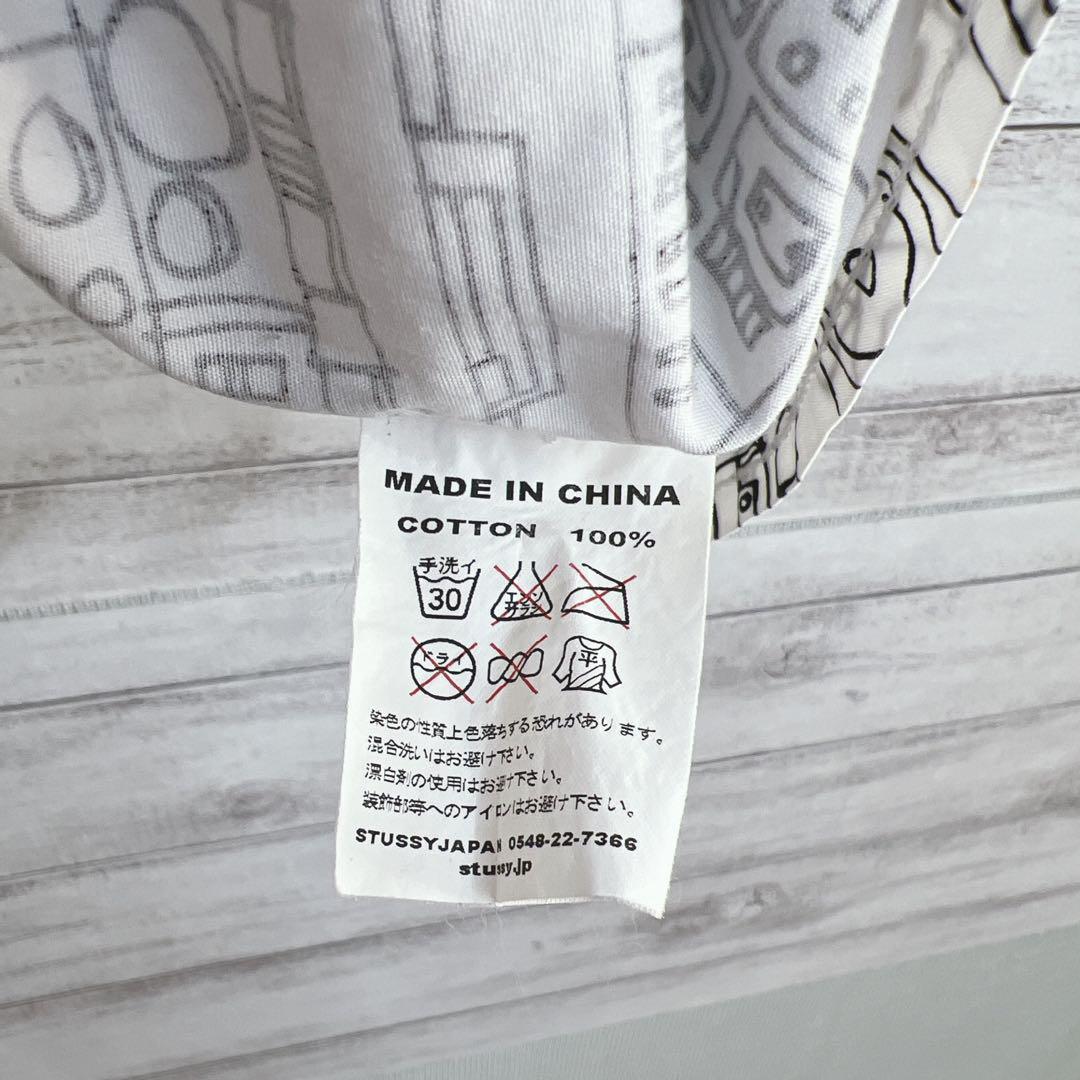 MADE IN CHINA
COTTON 100%
手洗イ
30
エンソ
サラシ
ドライ
平
染色の性質上色落ちする恐れがあります。
混合洗いはお避け下さい。
漂白剤の使用はお避け下さい。
装飾部等へのアイロンはお避け下さい。
STUSSYJAPAN 0548-22-7366
stussy.jp